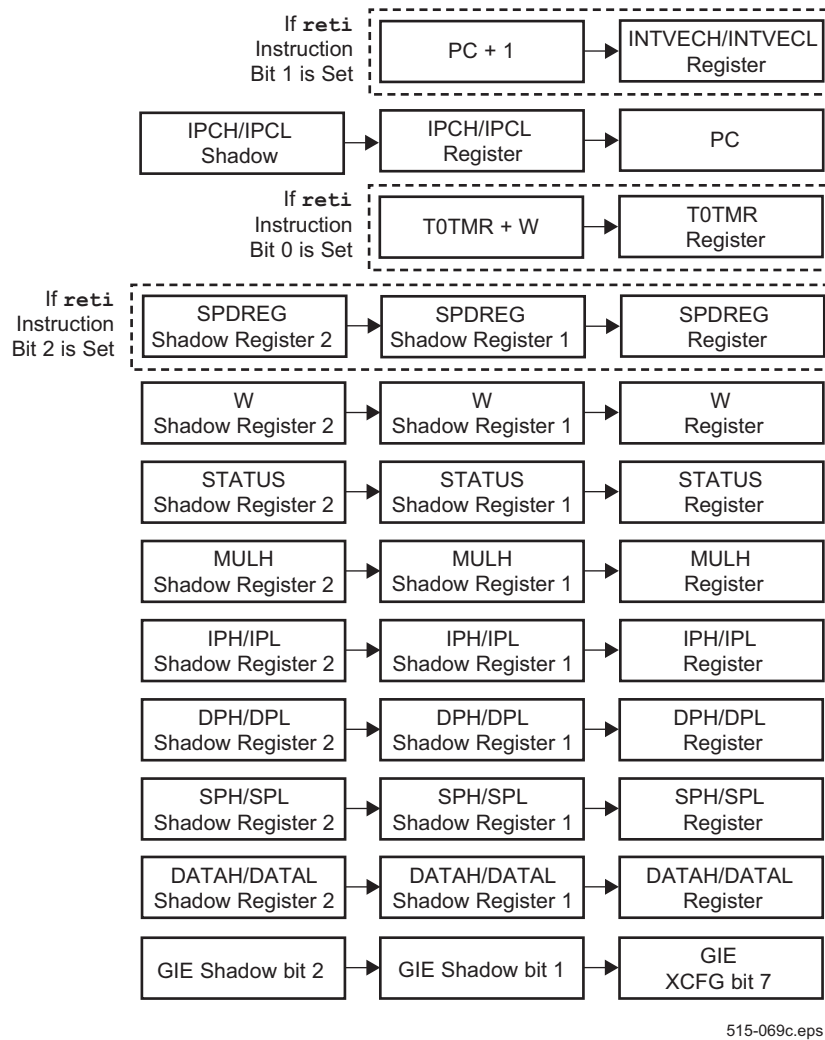 If reti
Instruction
Bit 1 is Set
PC + 1
INTVECH/INTVECL
Register
IPCH/IPCL
Shadow
IPCH/IPCL
Register
PC
If reti
Instruction
Bit 0 is Set
T0TMR + W
T0TMR
Register
If reti
Instruction
Bit 2 is Set
SPDREG
Shadow Register 2
SPDREG
Shadow Register 1
SPDREG
Register
W
Shadow Register 2
W
Shadow Register 1
W
Register
STATUS
Shadow Register 2
STATUS
Shadow Register 1
STATUS
Register
MULH
Shadow Register 2
MULH
Shadow Register 1
MULH
Register
IPH/IPL
Shadow Register 2
IPH/IPL
Shadow Register 1
IPH/IPL
Register
DPH/DPL
Shadow Register 2
DPH/DPL
Shadow Register 1
DPH/DPL
Register
SPH/SPL
Shadow Register 2
SPH/SPL
Shadow Register 1
SPH/SPL
Register
DATAH/DATAL
Shadow Register 2
DATAH/DATAL
Shadow Register 1
DATAH/DATAL
Register
GIE Shadow bit 2
GIE Shadow bit 1
GIE
XCFG bit 7
515-069c.eps